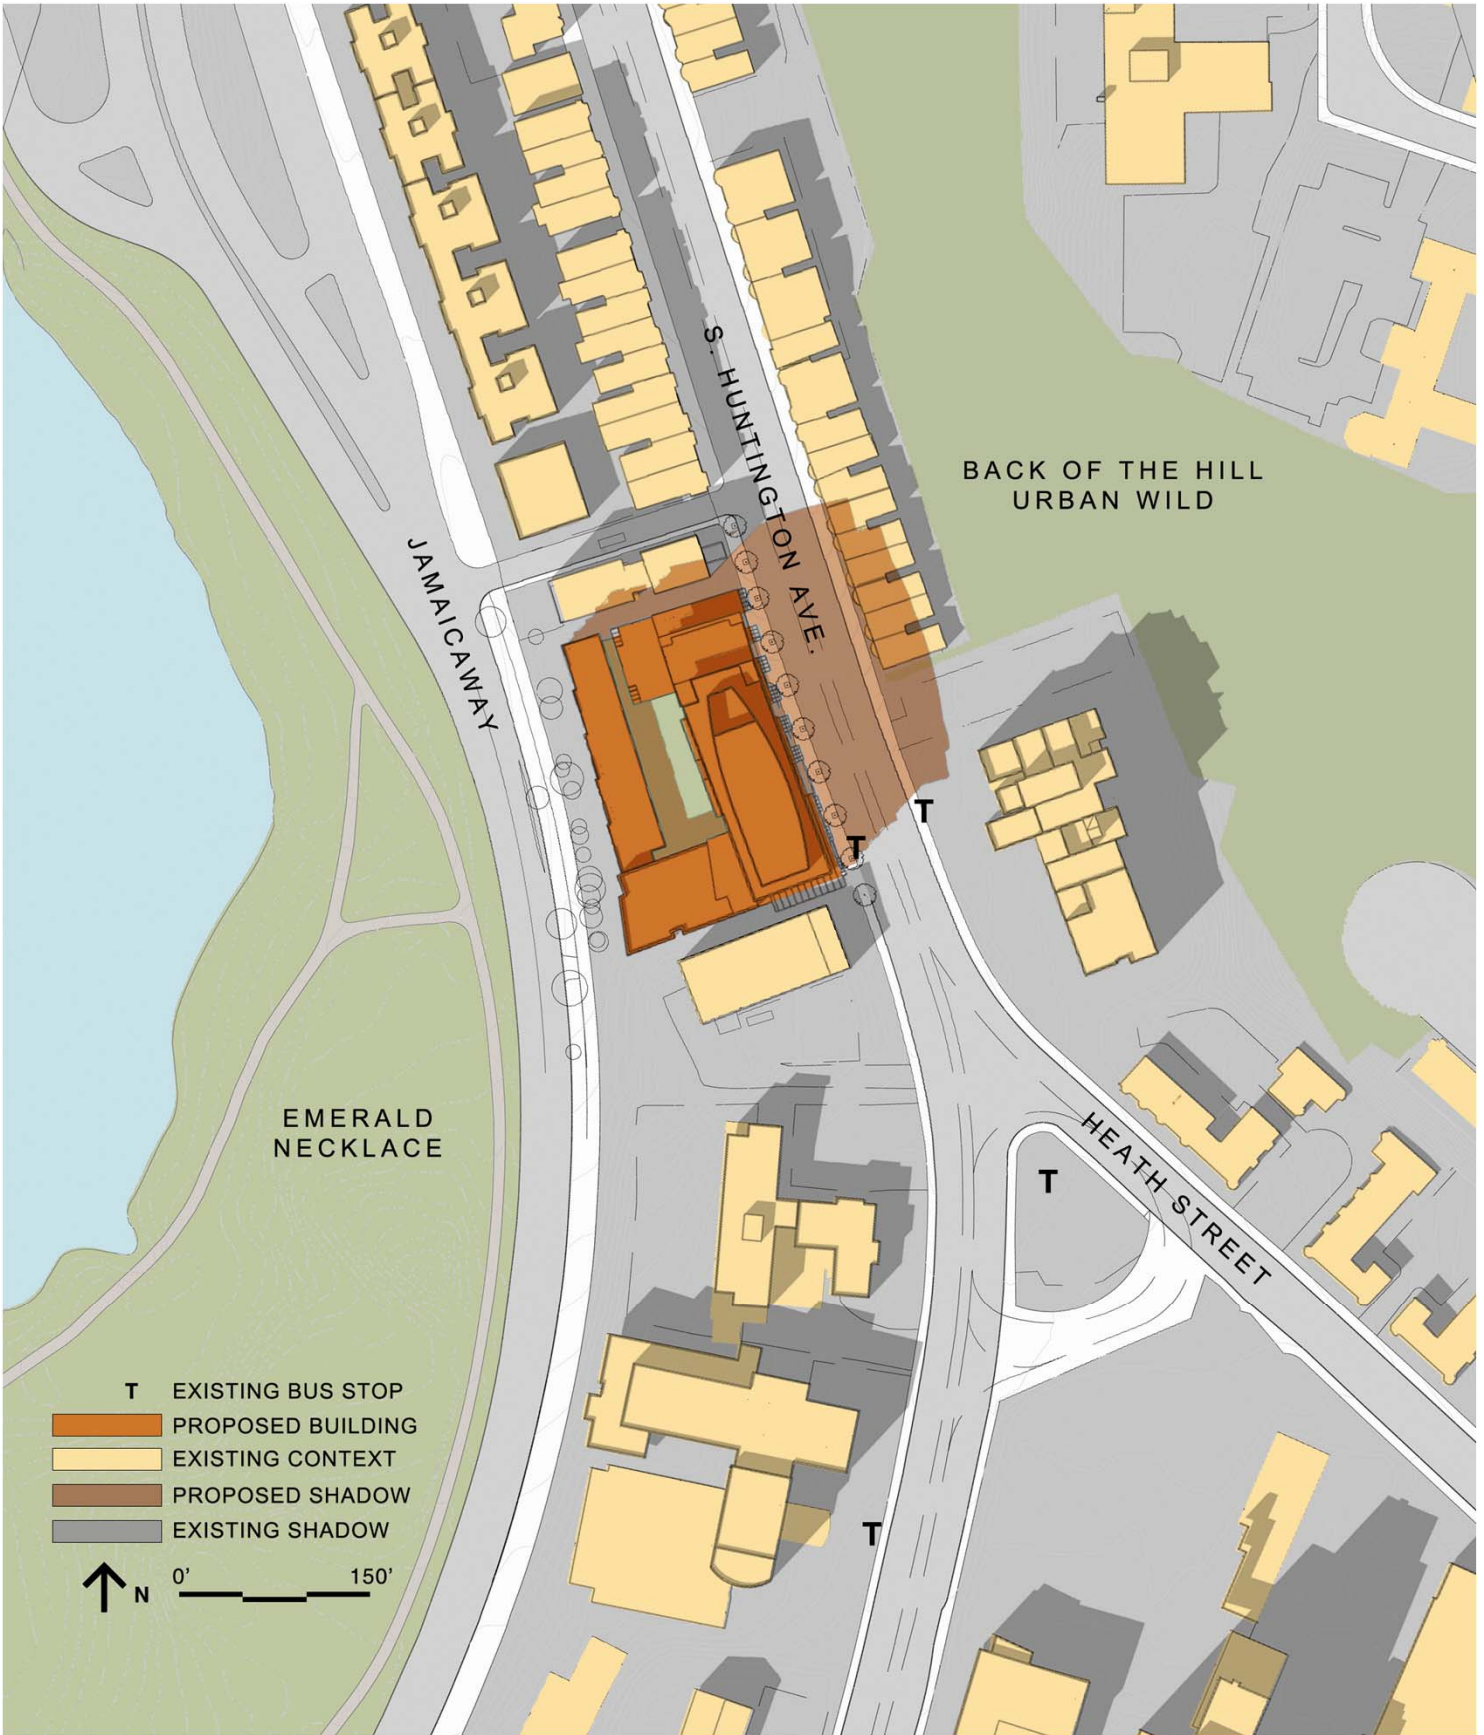 S. HUNTINGTON AVE.
BACK OF THE HILL
URBAN WILD
JAMAICAWAY
T
T
EMERALD
NECKLACE
HEATH STREET
T
T EXISTING BUS STOP
PROPOSED BUILDING
EXISTING CONTEXT
PROPOSED SHADOW
EXISTING SHADOW
T
N 0' 150'